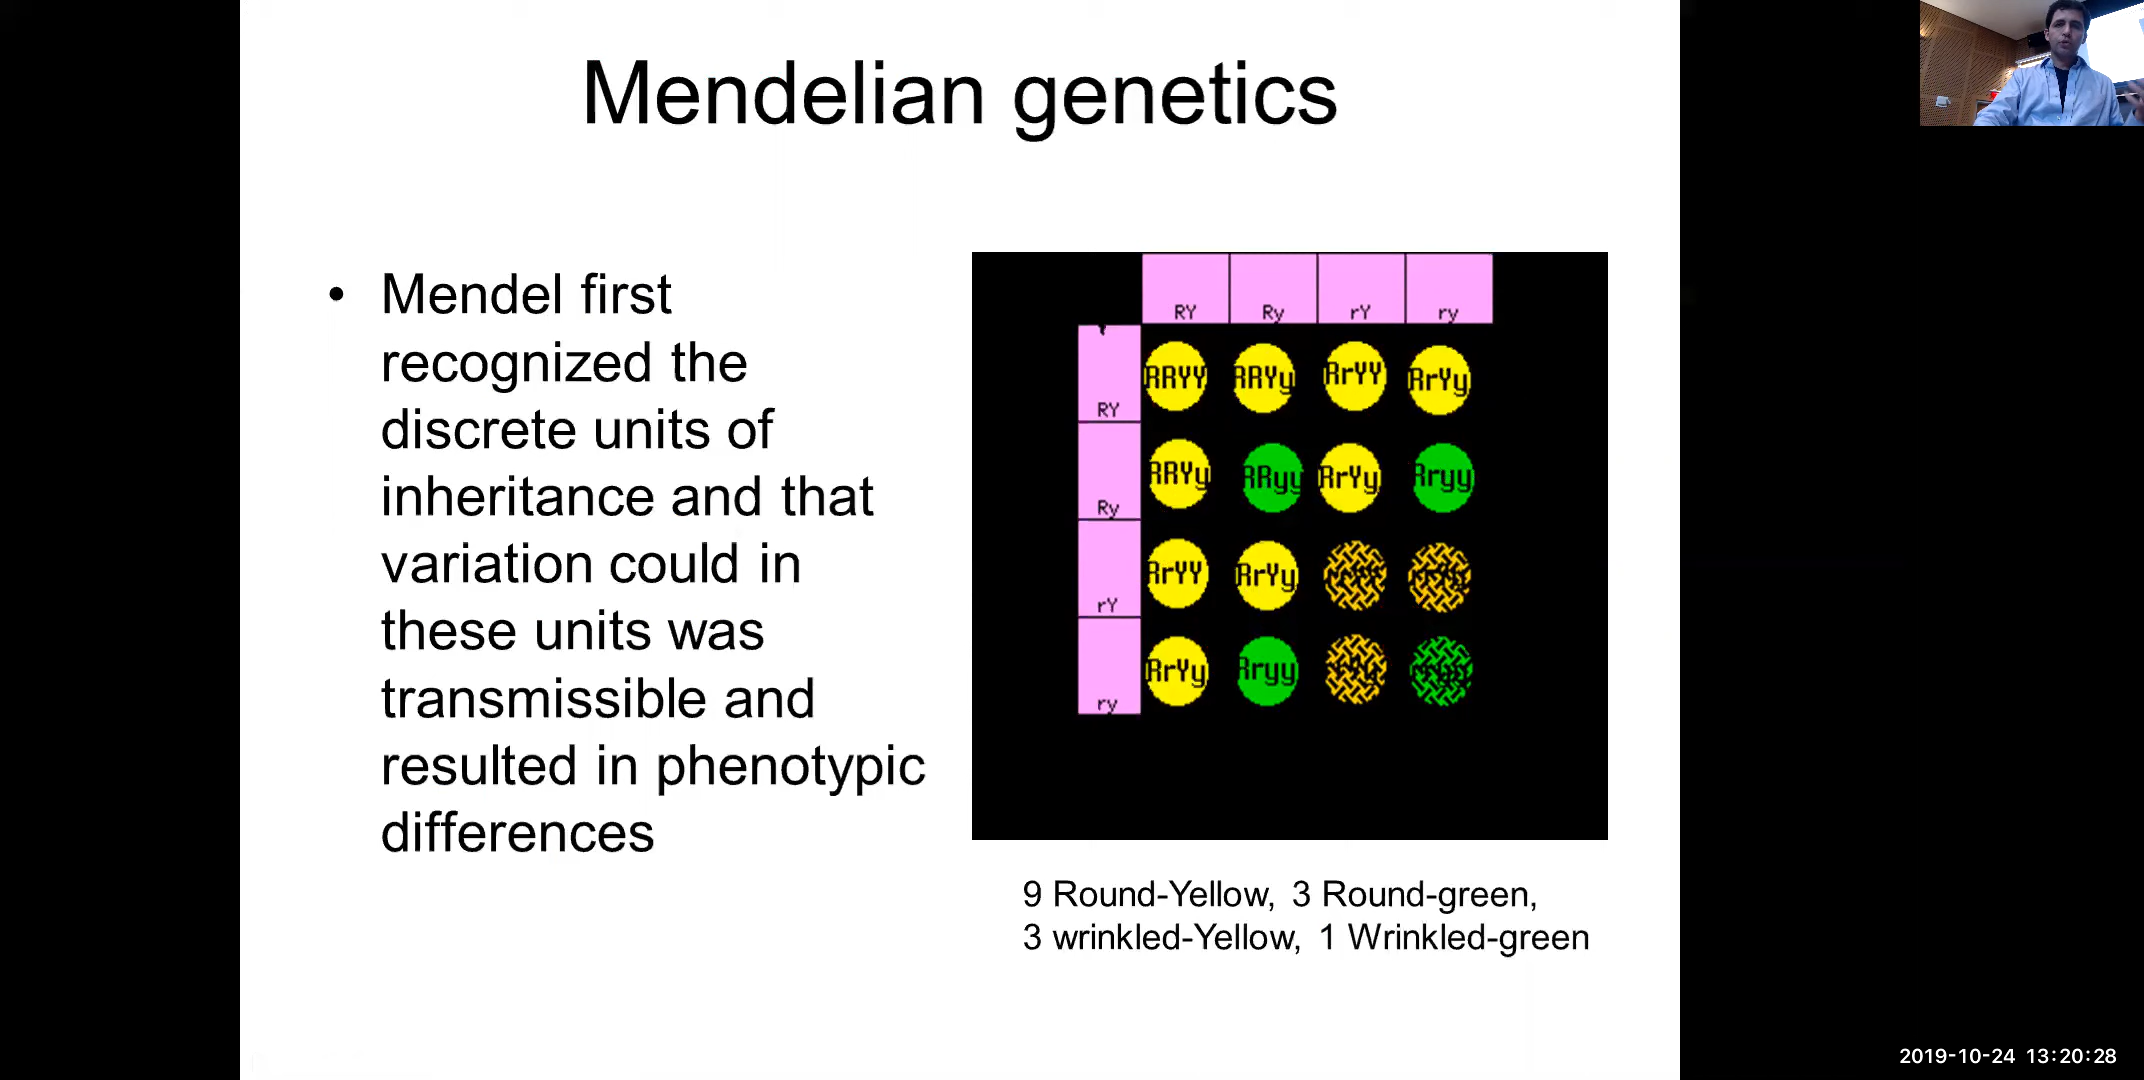 Mendelian genetics
• Mendel first
recognized the
discrete units of
inheritance and that
variation could in
these units was
transmissible and
resulted in phenotypic
differences
RY Ry rY ry
RY RRYY RRYy RrYY RrYy
Ry RRYy RRyy RrYy Rryy
rY RrYY RrYy
ry RrYy Rryy
9 Round-Yellow, 3 Round-green,
3 wrinkled-Yellow, 1 Wrinkled-green
2019-10-24 13:20:28